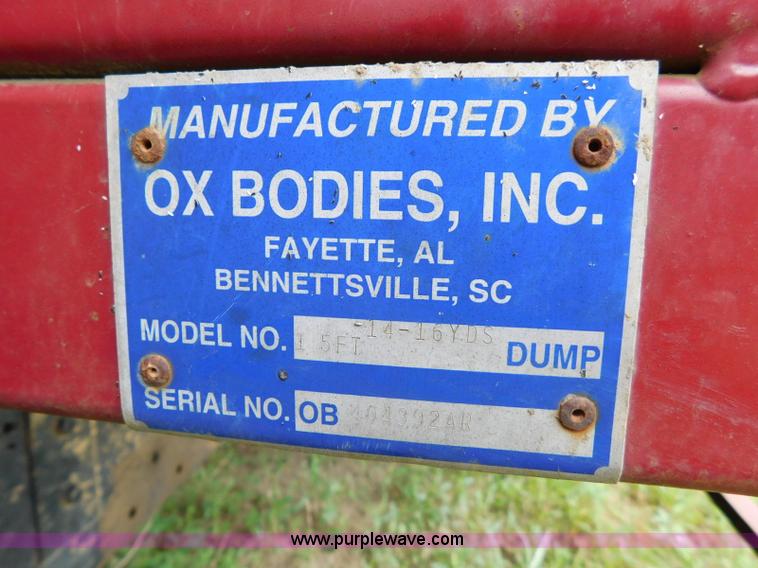 MANUFACTURED BY
OX BODIES, INC.
FAYETTE, AL
BENNETTSVILLE, SC
14-16YDS
MODEL NO. 15FT DUMP
SERIAL NO. OB
www.purplewave.com